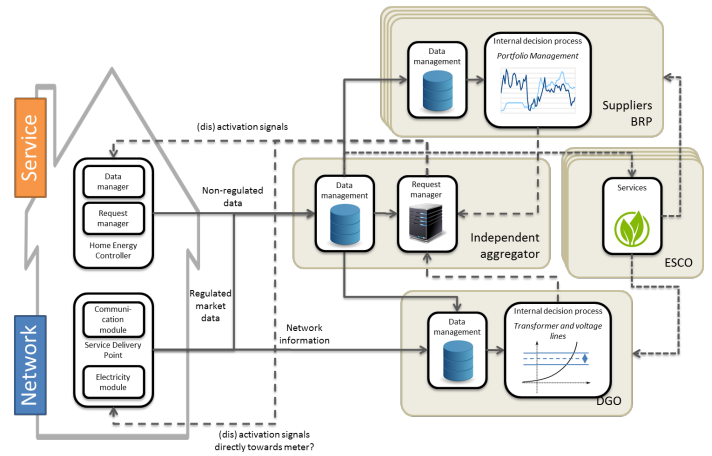 Service
Network
Data
management
Internal decision process
Portfolio Management
Suppliers
BRP
(dis) activation signals
Data
manager
Request
manager
Home Energy
Controller
Non-regulated
data
Data
management
Request
manager
Independent
aggregator
Services
ESCO
Regulated
market
data
Communi-
cation module
Service Delivery
Point
Electricity
module
Network
information
Data
management
Internal decision process
Transformer and voltage
lines
DGO
(dis) activation signals
directly towards meter?